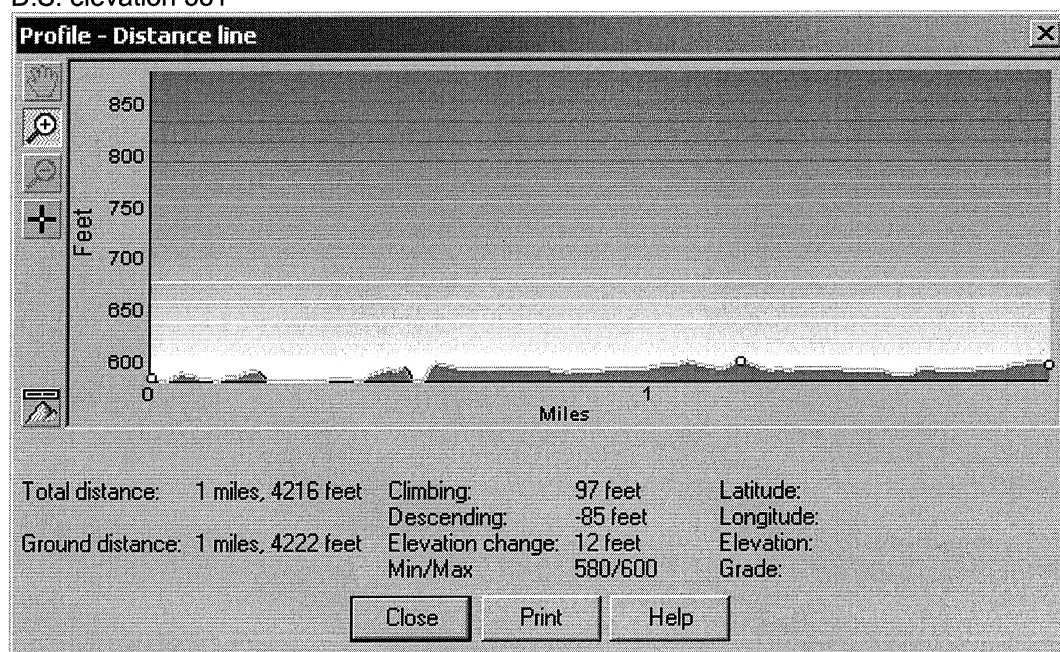 Profile - Distance line
850
800
750
700
650
600
Feet
0 1
Miles
Total distance: 1 miles, 4216 feet Climbing: 97 feet Latitude:
Descending: -85 feet Longitude:
Ground distance: 1 miles, 4222 feet Elevation change: 12 feet Elevation:
Min/Max 580/600 Grade:
Close Print Help